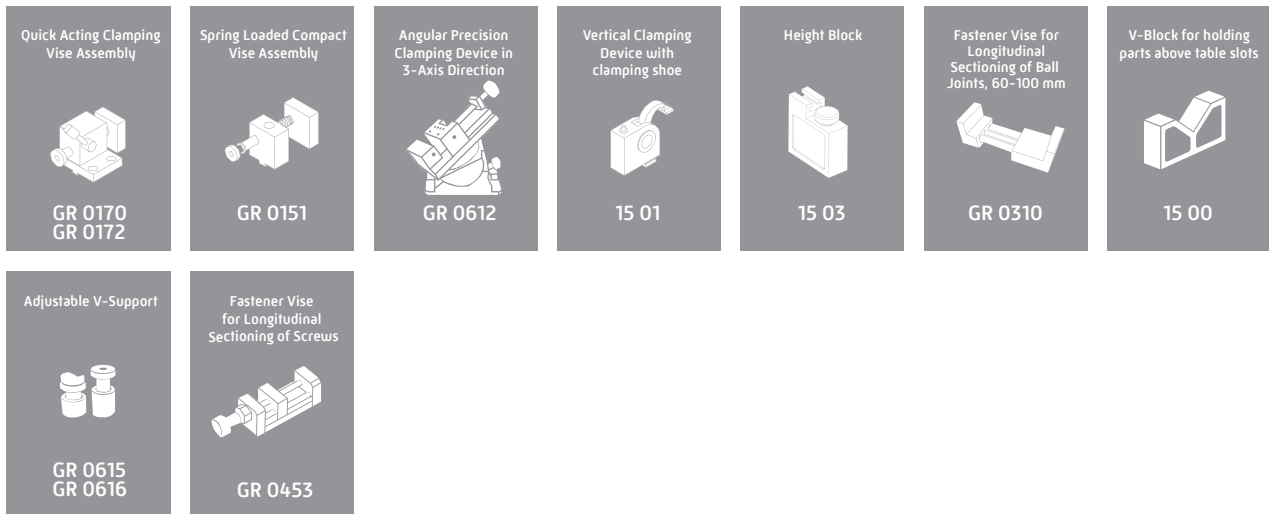 Quick Acting Clamping
Vise Assembly
GR 0170
GR 0172
Spring Loaded Compact
Vise Assembly
GR 0151
Angular Precision
Clamping Device in
3-Axis Direction
GR 0612
Vertical Clamping
Device with
clamping shoe
15 01
Height Block
15 03
Fastener Vise for
Longitudinal
Sectioning of Ball
Joints, 60-100 mm
GR 0310
V-Block for holding
parts above table slots
15 00
Adjustable V-Support
GR 0615
GR 0616
Fastener Vise
for Longitudinal
Sectioning of Screws
GR 0453